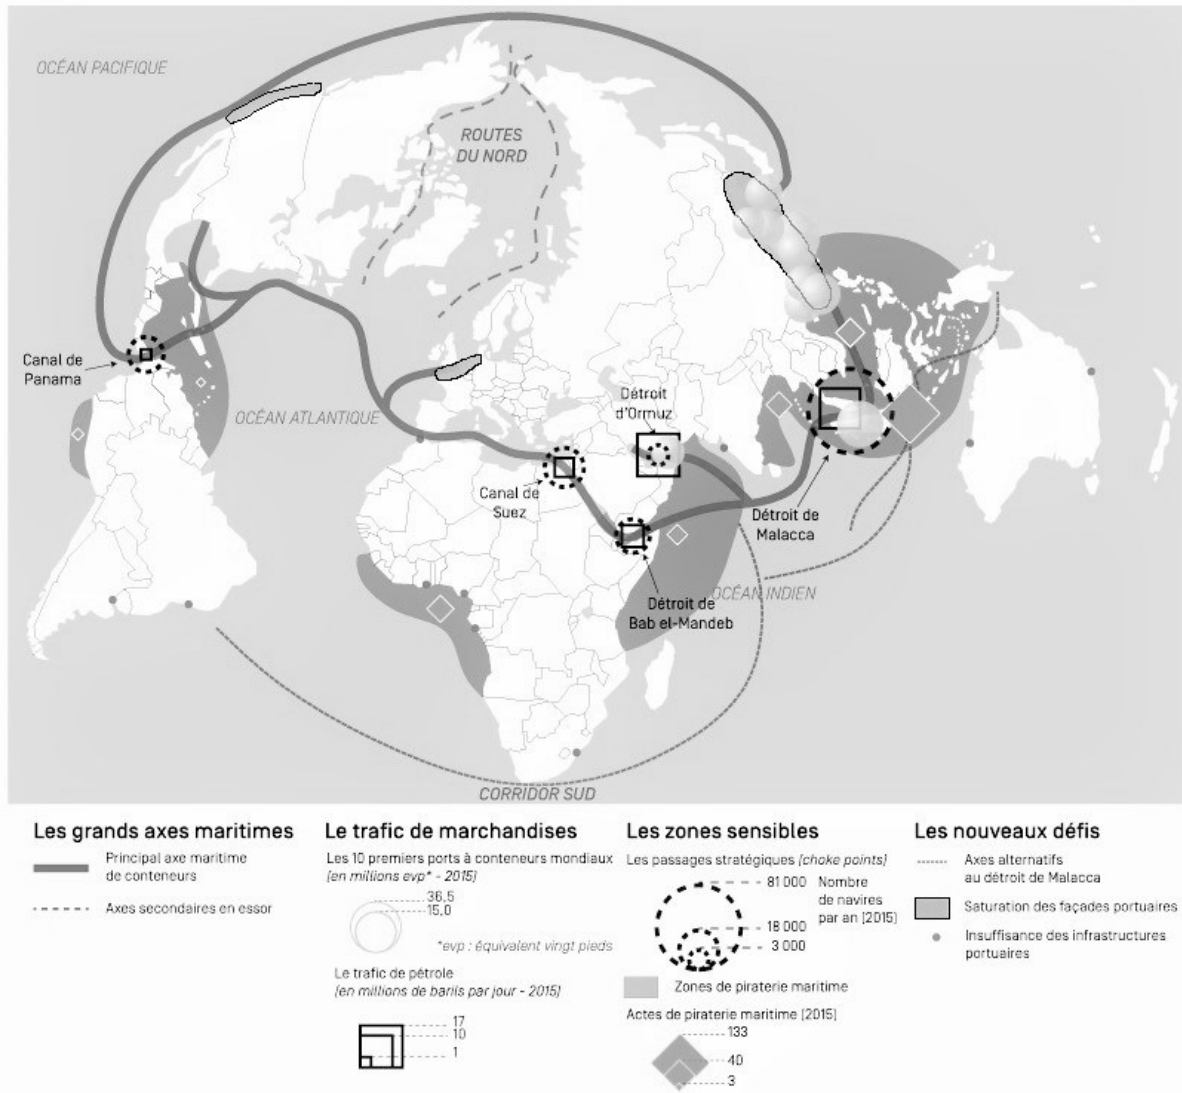 OCÉAN PACIFIQUE
ROUTES
DU NORD
Canal de
Panama
OCÉAN ATLANTIQUE
Détroit
d'Ormuz
Canal de
Suez
Détroit de
Malacca
OCÉAN INDIEN
Détroit de
Bab el-Mandeb
CORRIDOR SUD
Les grands axes maritimes
Principal axe maritime
de conteneurs
Axes secondaires en essor
Le trafic de marchandises
Les 10 premiers ports à conteneurs mondiaux
(en millions evp* - 2015)
36,5
15,0
*evp : équivalent vingt pieds
Le trafic de pétrole
(en millions de barils par jour - 2015)
17
10
1
Les zones sensibles
Les passages stratégiques (choke points)
81 000
18 000
3 000
Nombre
de navires
par an (2015)
Zones de piraterie maritime
Actes de piraterie maritime (2015)
133
40
3
Les nouveaux défis
Axes alternatifs
au détroit de Malacca
Saturation des façades portuaires
Insuffisance des infrastructures
portuaires